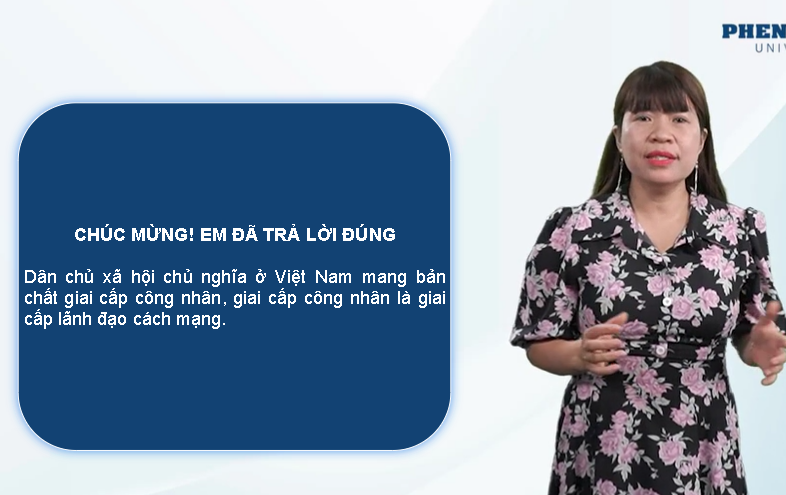 PHEN
UNIV
CHÚC MỪNG! EM ĐÃ TRẢ LỜI ĐÚNG
Dân chủ xã hội chủ nghĩa ở Việt Nam mang bản
chất giai cấp công nhân, giai cấp công nhân là giai
cấp lãnh đạo cách mạng.